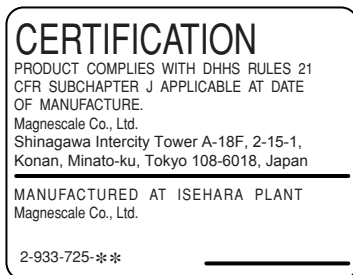 CERTIFICATION
PRODUCT COMPLIES WITH DHHS RULES 21
CFR SUBCHAPTER J APPLICABLE AT DATE
OF MANUFACTURE.
Magnescale Co., Ltd.
Shinagawa Intercity Tower A-18F, 2-15-1,
Konan, Minato-ku, Tokyo 108-6018, Japan
MANUFACTURED AT ISEHARA PLANT
Magnescale Co., Ltd.
2-933-725-**